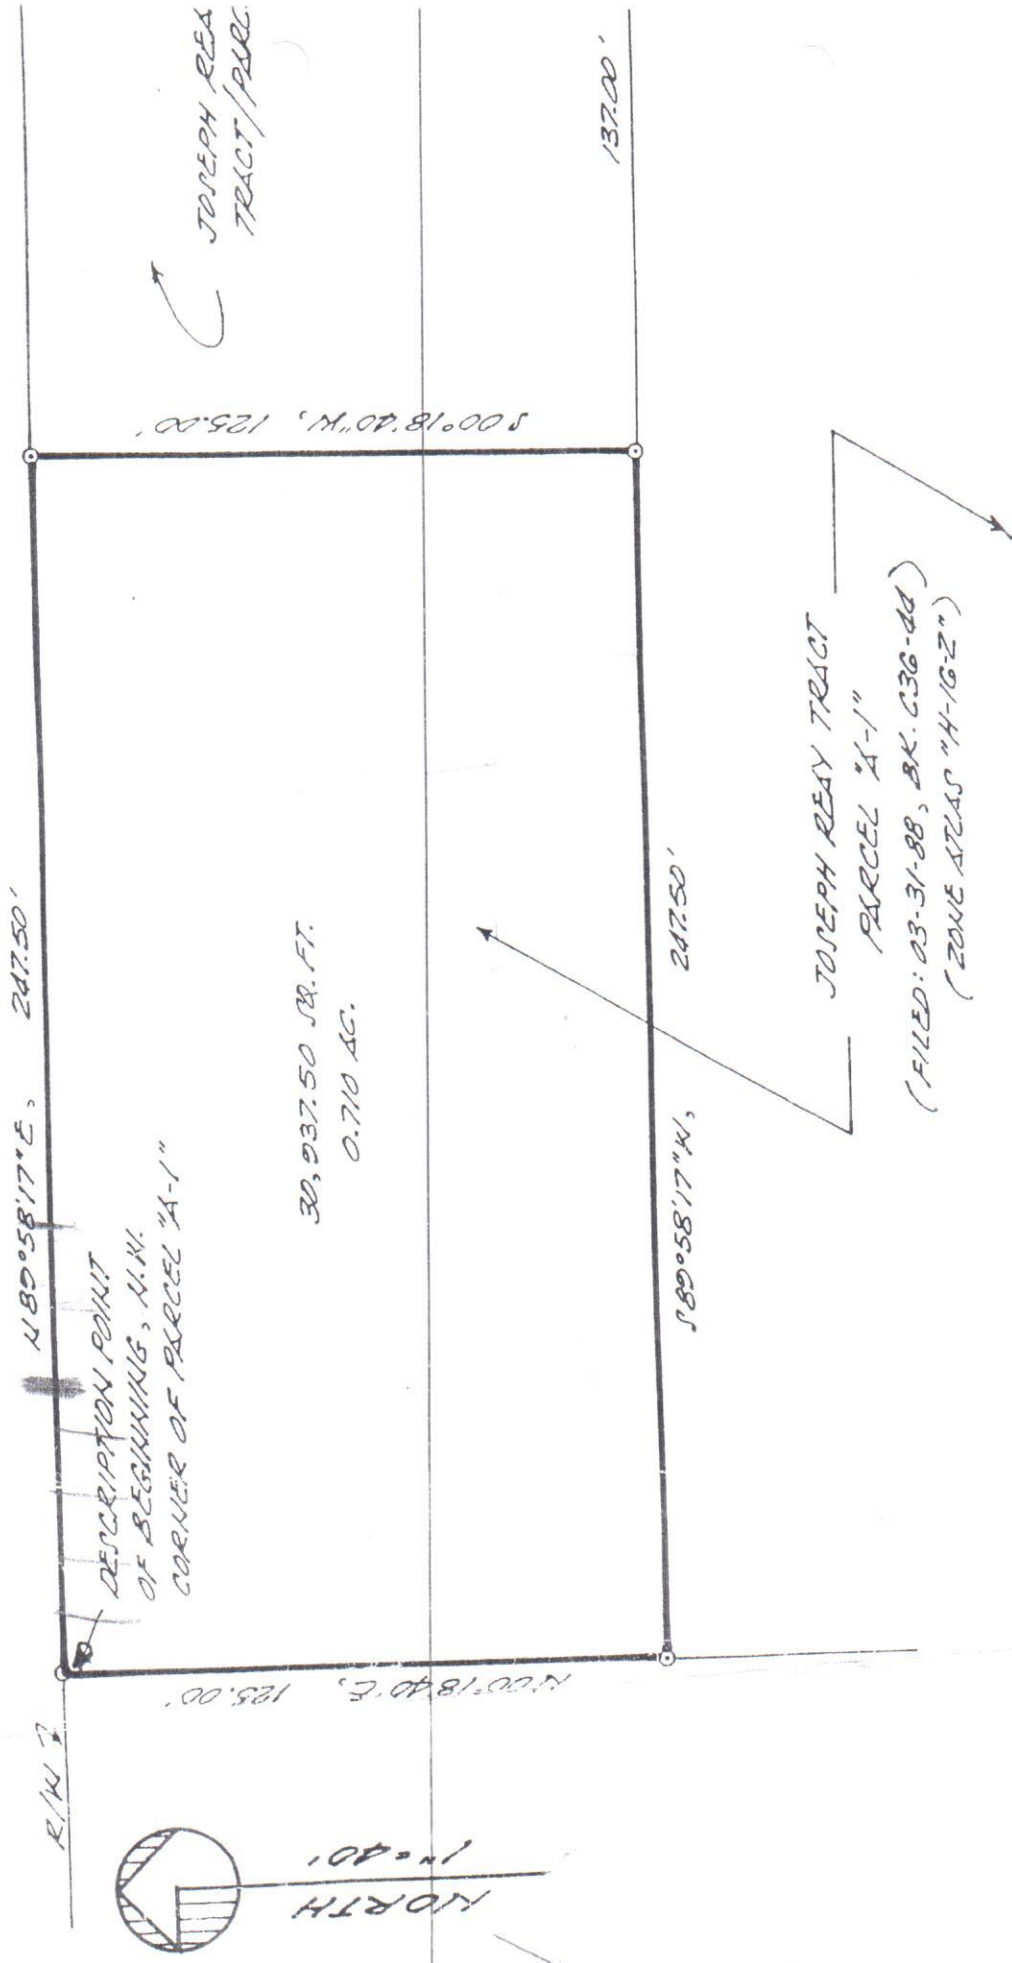 JOSEPH REA
TRACT/PARC
137.00'
N89°58'17"E, 247.50'
S00°18'40"W, 125.00'
DESCRIPTION POINT
OF BEGINNING, N.W.
CORNER OF PARCEL "A-1"
30,937.50 SQ. FT.
0.710 AC.
S89°58'17"W, 247.50'
N00°18'40"E, 125.00'
R/W
NORTH
1"=40'
JOSEPH REAY TRACT
PARCEL "A-1"
(FILED: 03-31-88, BK. C36-44)
(ZONE ATLAS "H-16-Z")